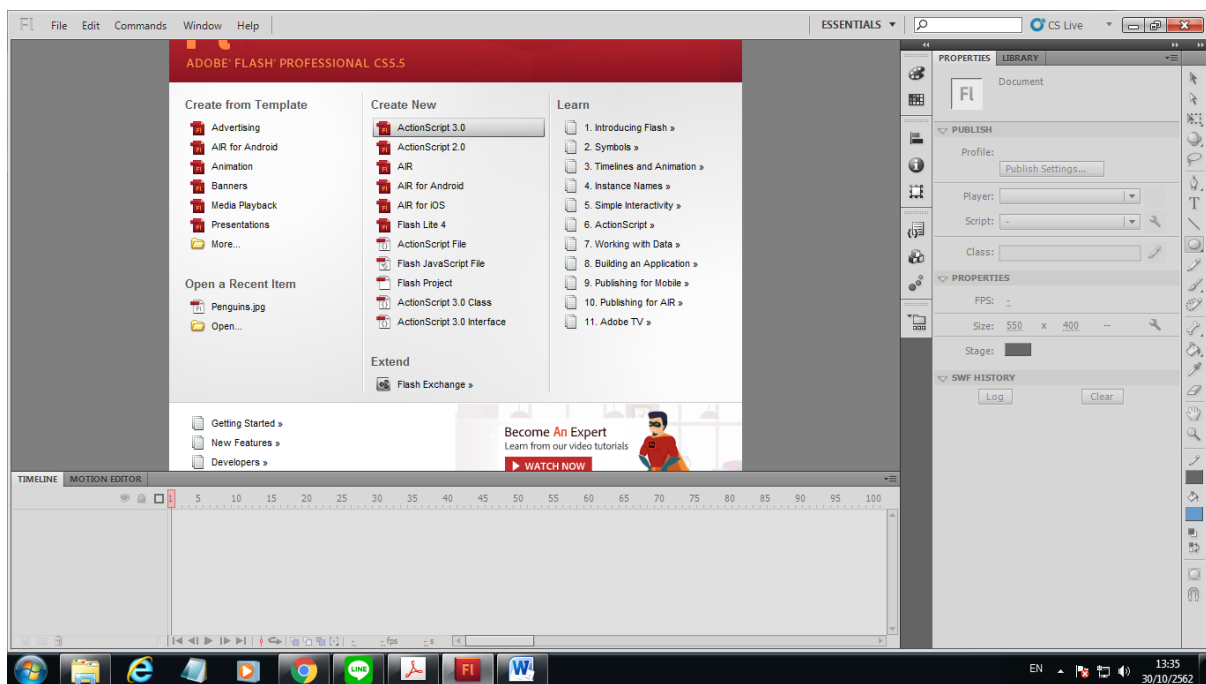 Fl File Edit Commands Window Help ESSENTIALS CS Live
ADOBE® FLASH® PROFESSIONAL CS5.5
Create from Template
Advertising
AIR for Android
Animation
Banners
Media Playback
Presentations
More...
Open a Recent Item
Penguins.jpg
Open...
Create New
ActionScript 3.0
ActionScript 2.0
AIR
AIR for Android
AIR for iOS
Flash Lite 4
ActionScript File
Flash JavaScript File
Flash Project
ActionScript 3.0 Class
ActionScript 3.0 Interface
Extend
Flash Exchange »
Learn
1. Introducing Flash »
2. Symbols »
3. Timelines and Animation »
4. Instance Names »
5. Simple Interactivity »
6. ActionScript »
7. Working with Data »
8. Building an Application »
9. Publishing for Mobile »
10. Publishing for AIR »
11. Adobe TV »
Getting Started »
New Features »
Developers »
Become An Expert
Learn from our video tutorials
WATCH NOW
PROPERTIES LIBRARY
Fl Document
PUBLISH
Profile:
Publish Settings...
Player:
Script: -
Class:
PROPERTIES
FPS: -
Size: 550 x 400 --
Stage:
SWF HISTORY
Log Clear
TIMELINE MOTION EDITOR
1 5 10 15 20 25 30 35 40 45 50 55 60 65 70 75 80 85 90 95 100
- - fps - s
LINE Fl W EN 13:35
30/10/2562